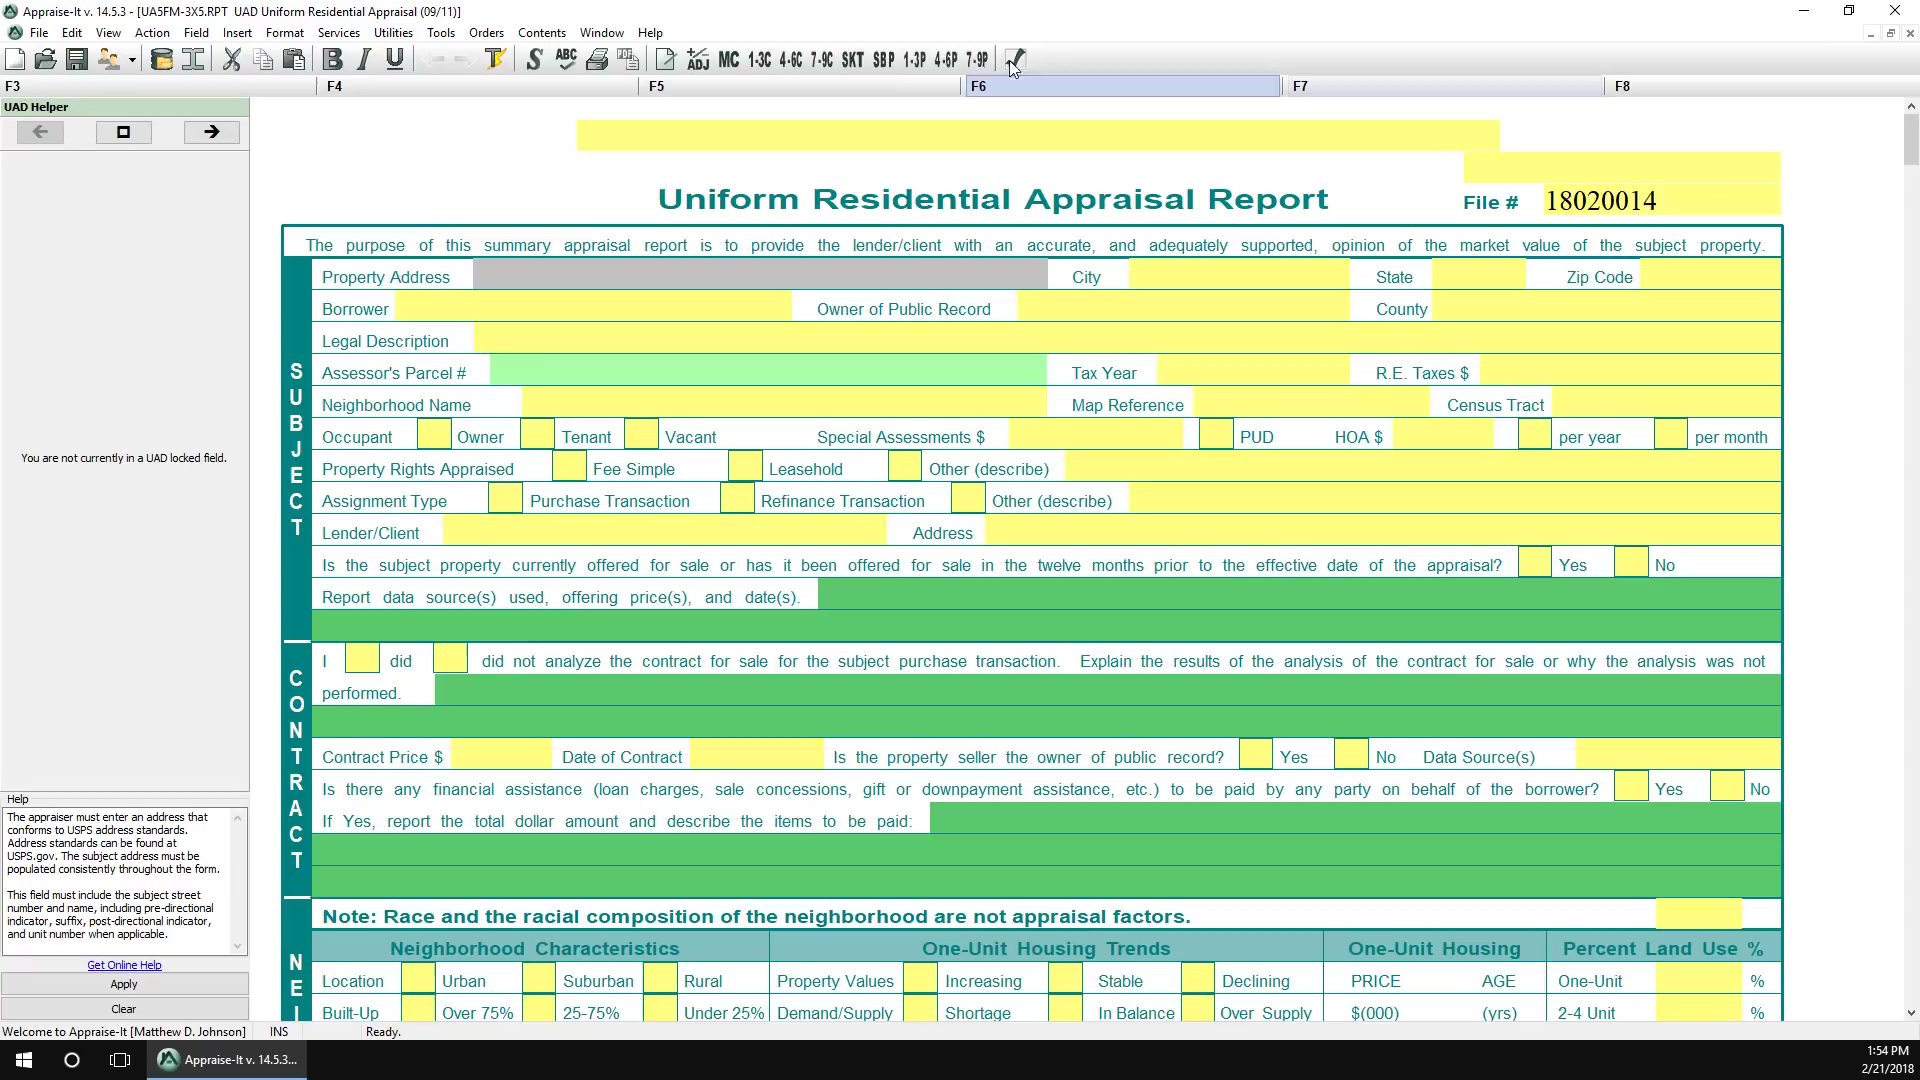 Appraise-It v. 14.5.3 - [UA5FM-3X5.RPT  UAD Uniform Residential Appraisal (09/11)]
File Edit View Action Field Insert Format Services Utilities Tools Orders Contents Window Help
B I U T S ABC PDF ADJ MC 1-3C 4-6C 7-9C SKT SBP 1-3P 4-6P 7-9P
F3 F4 F5 F6 F7 F8
UAD Helper
You are not currently in a UAD locked field.
Help
The appraiser must enter an address that
conforms to USPS address standards.
Address standards can be found at
USPS.gov. The subject address must be
populated consistently throughout the form.
This field must include the subject street
number and name, including pre-directional
indicator, suffix, post-directional indicator,
and unit number when applicable.
Get Online Help
Apply
Clear
Uniform Residential Appraisal Report File # 18020014
The purpose of this summary appraisal report is to provide the lender/client with an accurate, and adequately supported, opinion of the market value of the subject property.
SUBJECT
Property Address City State Zip Code
Borrower Owner of Public Record County
Legal Description
Assessor's Parcel # Tax Year R.E. Taxes $
Neighborhood Name Map Reference Census Tract
Occupant Owner Tenant Vacant Special Assessments $ PUD HOA $ per year per month
Property Rights Appraised Fee Simple Leasehold Other (describe)
Assignment Type Purchase Transaction Refinance Transaction Other (describe)
Lender/Client Address
Is the subject property currently offered for sale or has it been offered for sale in the twelve months prior to the effective date of the appraisal? Yes No
Report data source(s) used, offering price(s), and date(s).
CONTRACT
I did did not analyze the contract for sale for the subject purchase transaction. Explain the results of the analysis of the contract for sale or why the analysis was not
performed.
Contract Price $ Date of Contract Is the property seller the owner of public record? Yes No Data Source(s)
Is there any financial assistance (loan charges, sale concessions, gift or downpayment assistance, etc.) to be paid by any party on behalf of the borrower? Yes No
If Yes, report the total dollar amount and describe the items to be paid:
NEI
Note: Race and the racial composition of the neighborhood are not appraisal factors.
Neighborhood Characteristics One-Unit Housing Trends One-Unit Housing Percent Land Use %
Location Urban Suburban Rural Property Values Increasing Stable Declining PRICE AGE One-Unit %
Built-Up Over 75% 25-75% Under 25% Demand/Supply Shortage In Balance Over Supply $(000) (yrs) 2-4 Unit %
Welcome to Appraise-It [Matthew D. Johnson] INS Ready.
Appraise-It v. 14.5.3...
1:54 PM
2/21/2018